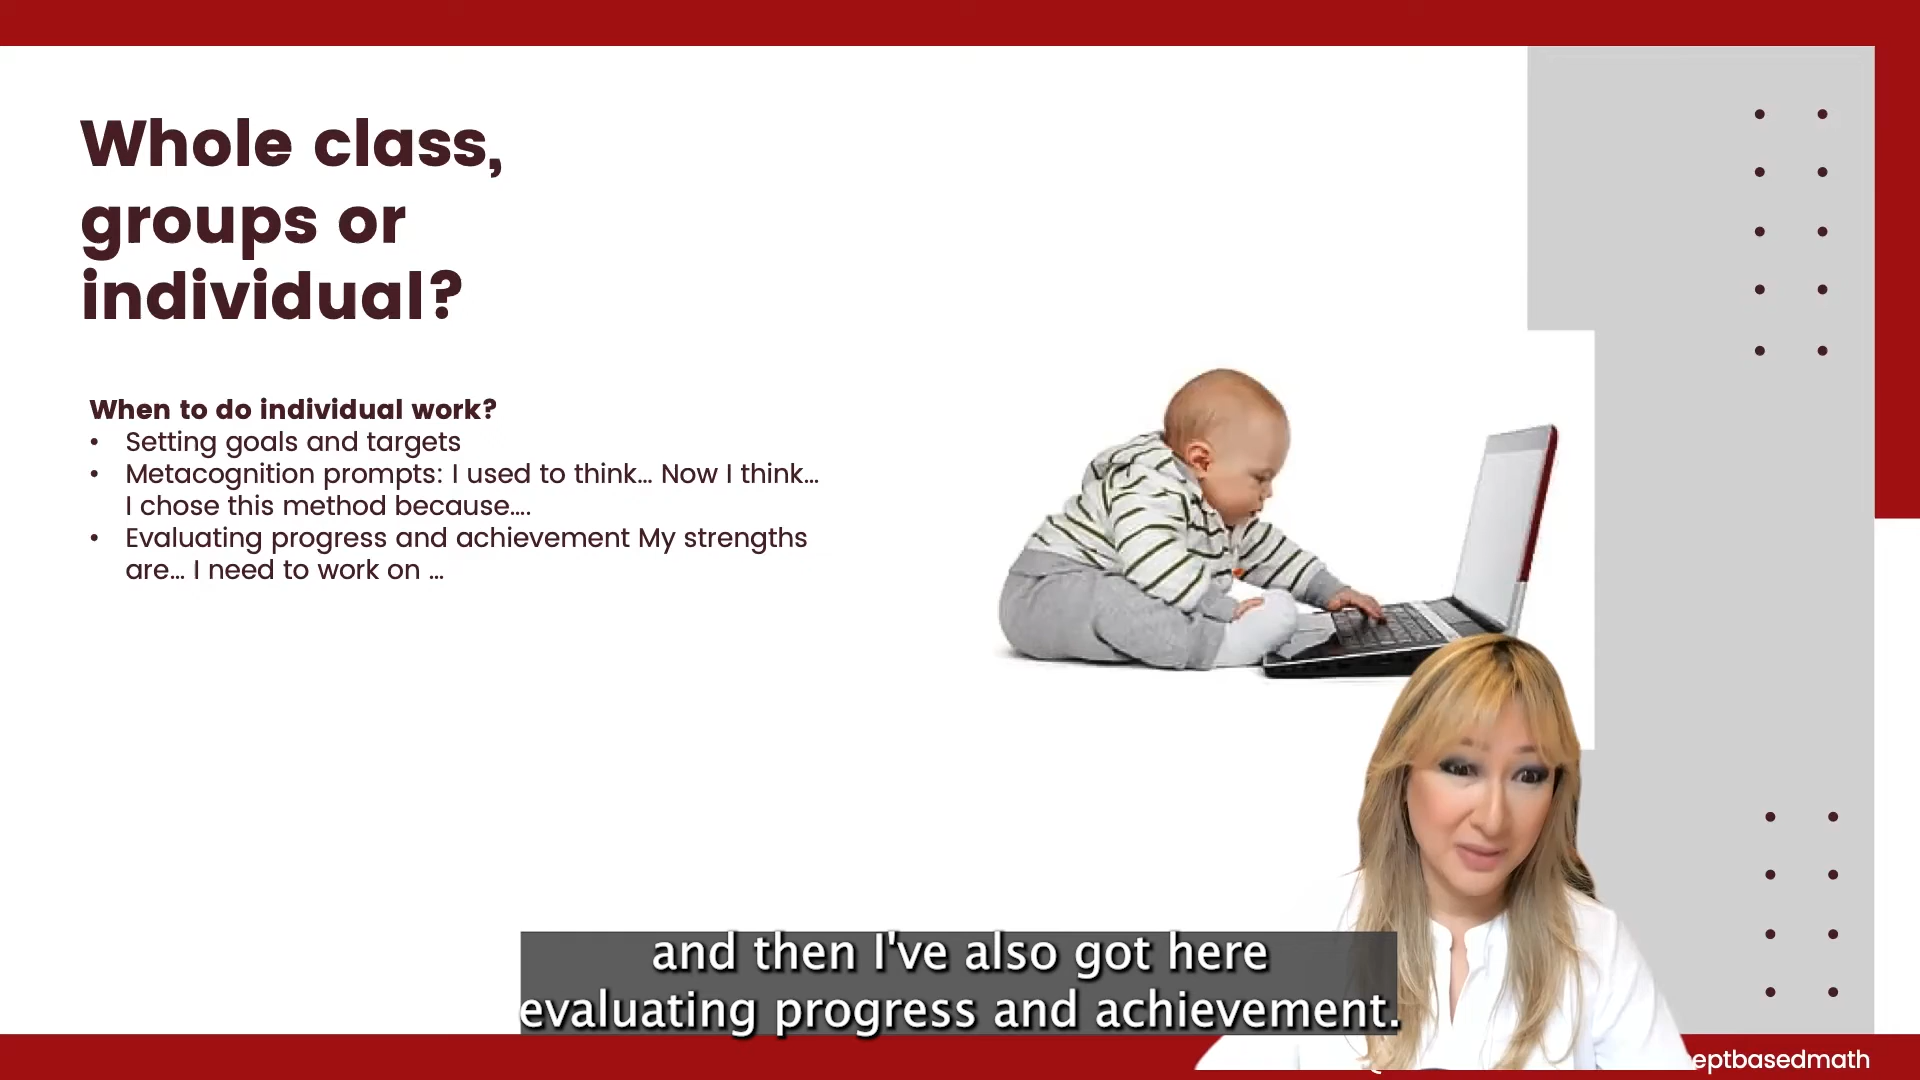 Whole class,
groups or
individual?
When to do individual work?
• Setting goals and targets
• Metacognition prompts: I used to think... Now I think...
I chose this method because....
• Evaluating progress and achievement My strengths
are... I need to work on ...
and then I've also got here
evaluating progress and achievement.
eptbasedmath